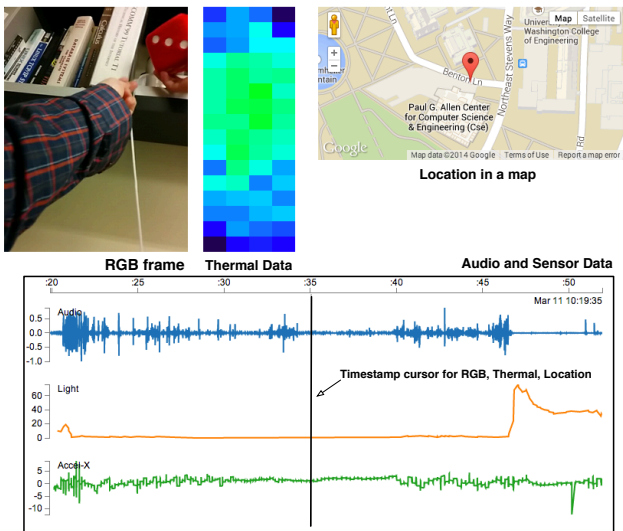 Map Satellite
University
Washington College
of Engineering
Benton Ln
Northeast Stevens Way
Paul G. Allen Center
for Computer Science
& Engineering (Cse)
Rd
Google
Map data ©2014 Google Terms of Use Report a map error
Location in a map
RGB frame Thermal Data Audio and Sensor Data
:20 :25 :30 :35 :40 :45 :50
Mar 11 10:19:35
Audio
0.5
0.0
-0.5
-1.0
Timestamp cursor for RGB, Thermal, Location
Light
60
40
20
0
Accel-X
5
0
-5
-10